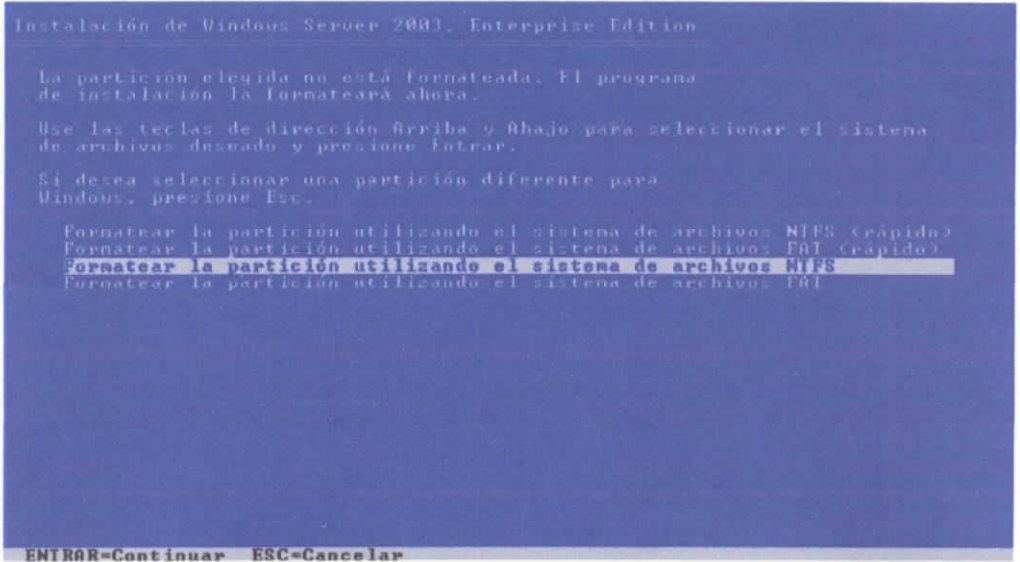 Instalación de Windows Server 2003, Enterprise Edition
La partición elegida no está formateada. El programa
de instalación la formateará ahora.
Use las teclas de dirección Arriba y Abajo para seleccionar el sistema
de archivos deseado y presione Entrar.
Si desea seleccionar una partición diferente para
Windows, presione Esc.
Formatear la partición utilizando el sistema de archivos NTFS (rápido)
Formatear la partición utilizando el sistema de archivos FAT (rápido)
Formatear la partición utilizando el sistema de archivos NTFS
Formatear la partición utilizando el sistema de archivos FAT
ENTRAR=Continuar ESC=Cancelar